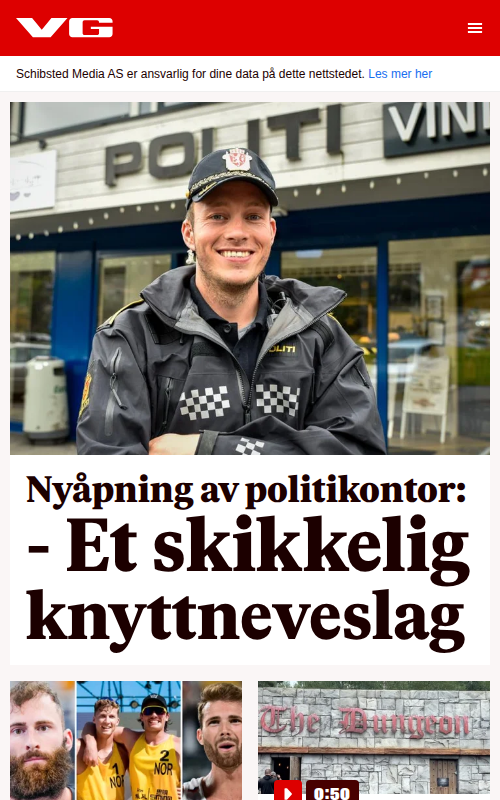 VG
Schibsted Media AS er ansvarlig for dine data på dette nettstedet. Les mer her
POLITI
VIN
POLITI
Nyåpning av politikontor:
- Et skikkelig
knyttneveslag
1
NOR
2
NOR
The Dungeon
0:50